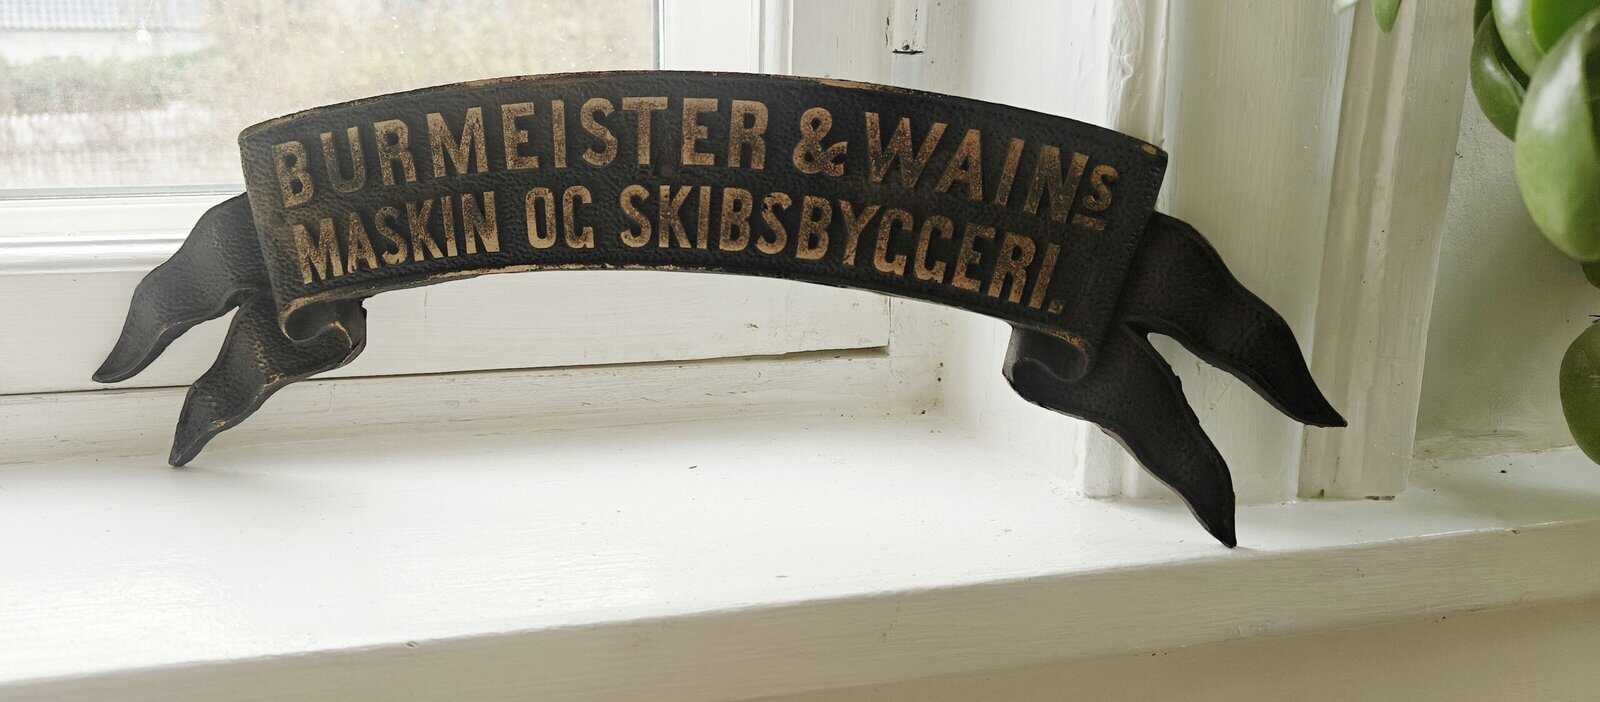 BURMEISTER & WAINS
MASKIN OG SKIBSBYGGERI.